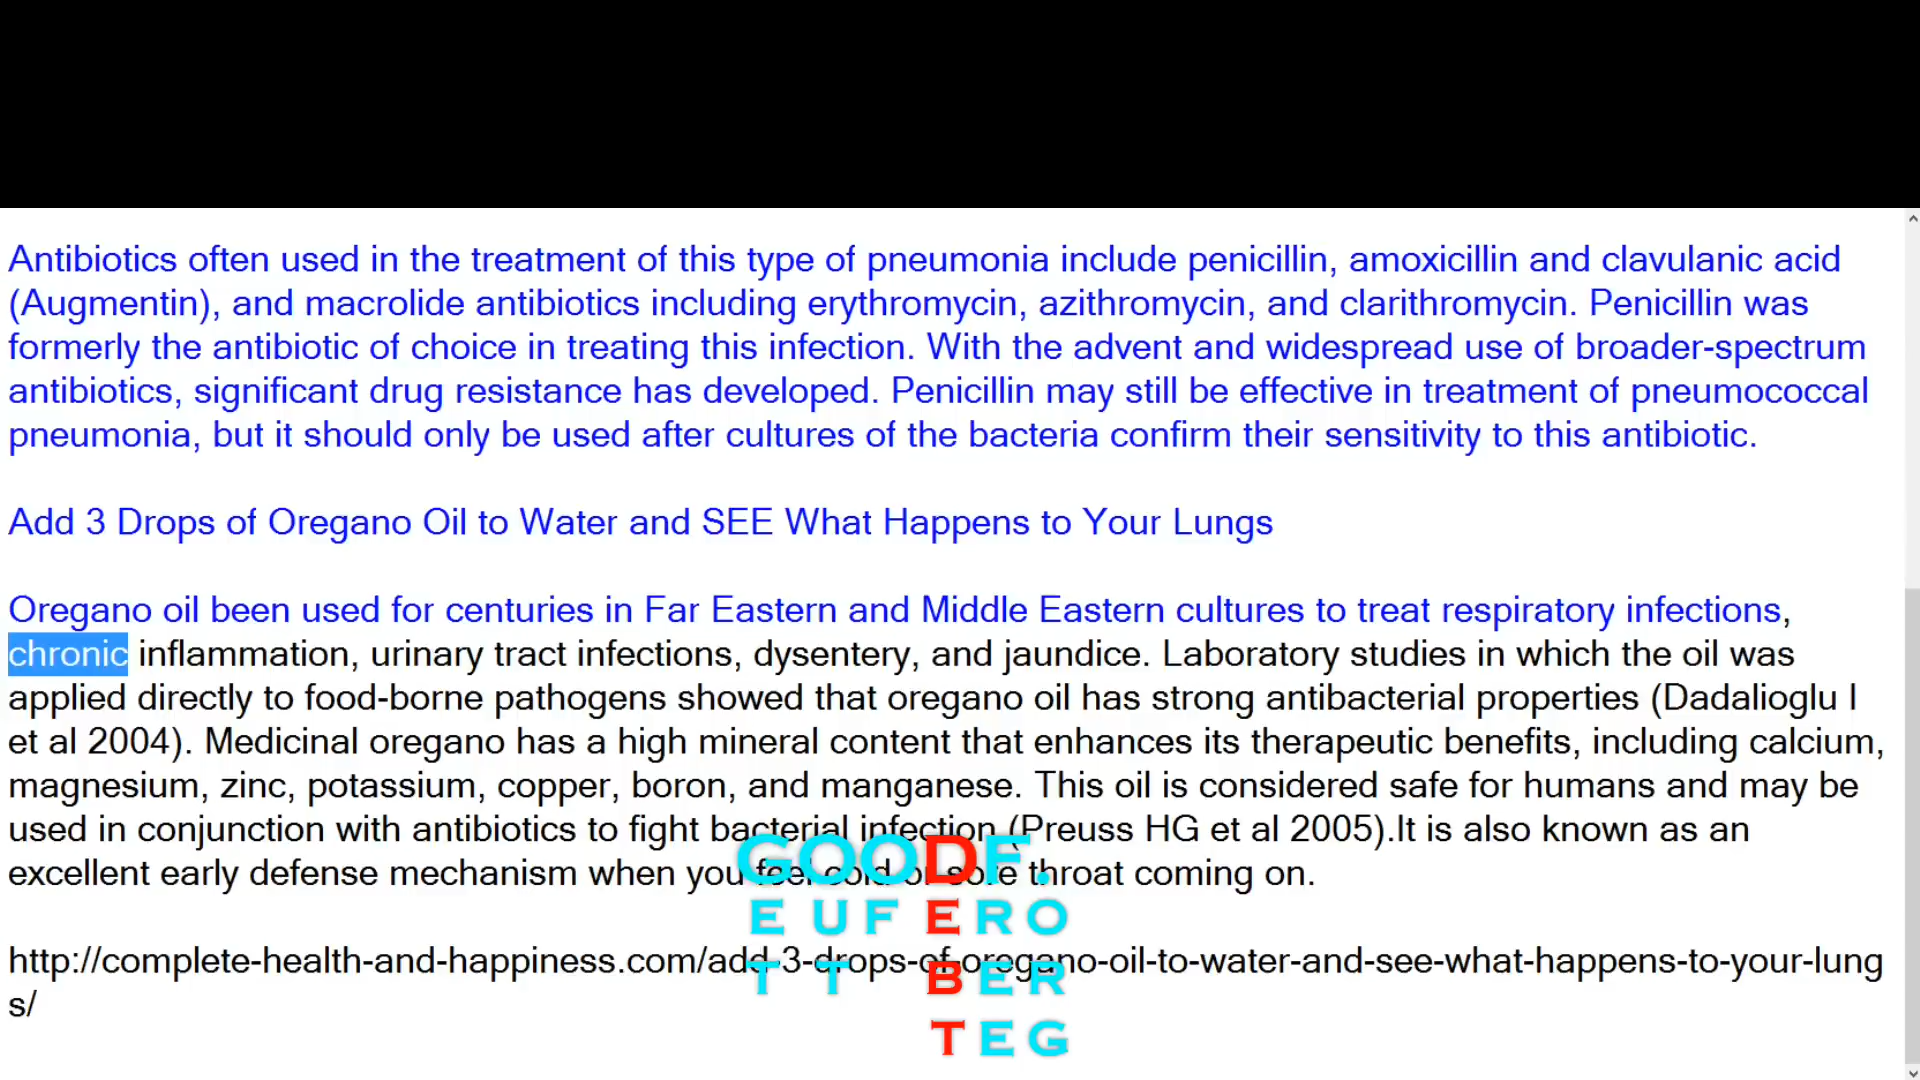 Antibiotics often used in the treatment of this type of pneumonia include penicillin, amoxicillin and clavulanic acid
(Augmentin), and macrolide antibiotics including erythromycin, azithromycin, and clarithromycin. Penicillin was
formerly the antibiotic of choice in treating this infection. With the advent and widespread use of broader-spectrum
antibiotics, significant drug resistance has developed. Penicillin may still be effective in treatment of pneumococcal
pneumonia, but it should only be used after cultures of the bacteria confirm their sensitivity to this antibiotic.
Add 3 Drops of Oregano Oil to Water and SEE What Happens to Your Lungs
Oregano oil been used for centuries in Far Eastern and Middle Eastern cultures to treat respiratory infections,
chronic inflammation, urinary tract infections, dysentery, and jaundice. Laboratory studies in which the oil was
applied directly to food-borne pathogens showed that oregano oil has strong antibacterial properties (Dadalioglu I
et al 2004). Medicinal oregano has a high mineral content that enhances its therapeutic benefits, including calcium,
magnesium, zinc, potassium, copper, boron, and manganese. This oil is considered safe for humans and may be
used in conjunction with antibiotics to fight bacterial infection (Preuss HG et al 2005).It is also known as an
excellent early defense mechanism when you feel cold or sore throat coming on.
http://complete-health-and-happiness.com/add-3-drops-of-oregano-oil-to-water-and-see-what-happens-to-your-lung
s/
GOODF.
E U F E R O
T T B E R
T E G